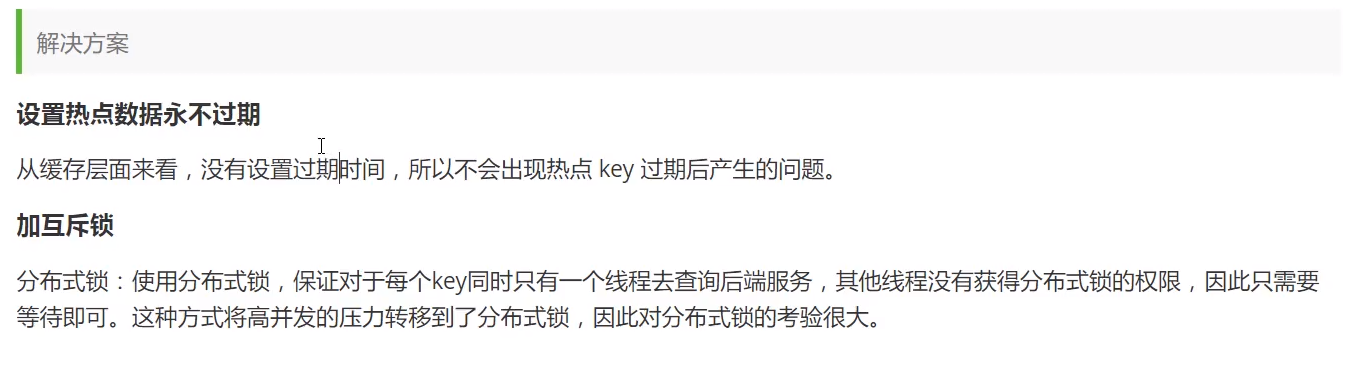 解决方案
设置热点数据永不过期
从缓存层面来看，没有设置过期时间，所以不会出现热点 key 过期后产生的问题。
加互斥锁
分布式锁：使用分布式锁，保证对于每个key同时只有一个线程去查询后端服务，其他线程没有获得分布式锁的权限，因此只需要
等待即可。这种方式将高并发的压力转移到了分布式锁，因此对分布式锁的考验很大。